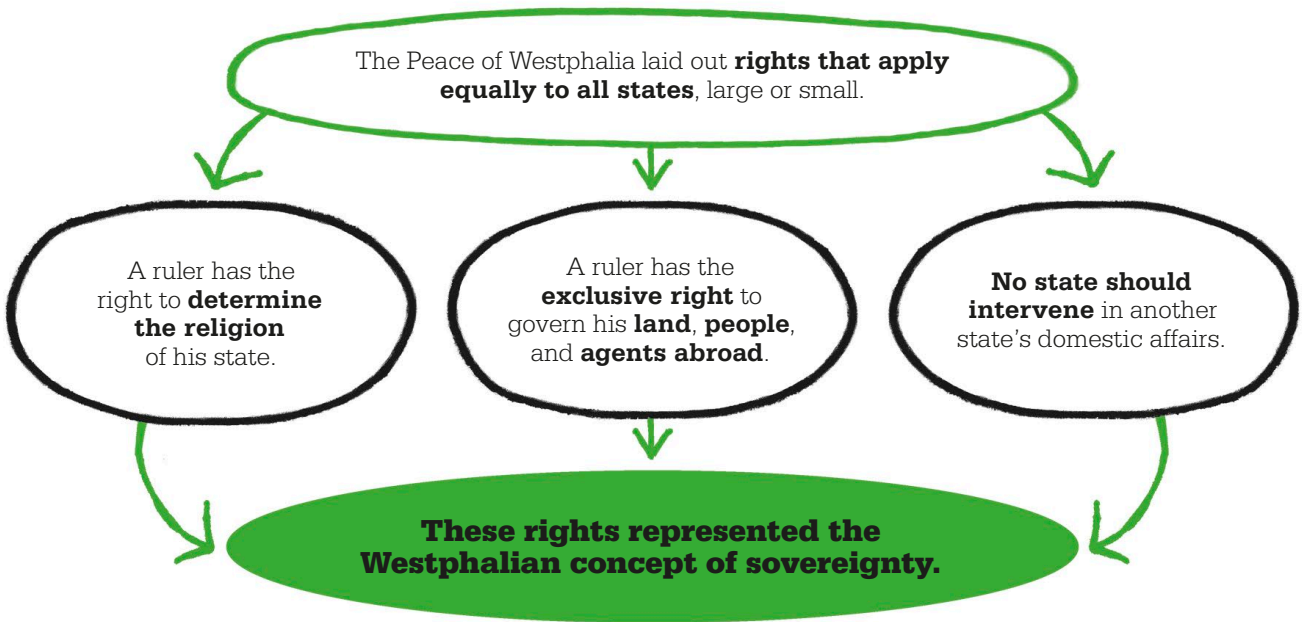 The Peace of Westphalia laid out rights that apply
equally to all states, large or small.
A ruler has the
right to determine
the religion
of his state.
A ruler has the
exclusive right to
govern his land, people,
and agents abroad.
No state should
intervene in another
state’s domestic affairs.
These rights represented the
Westphalian concept of sovereignty.